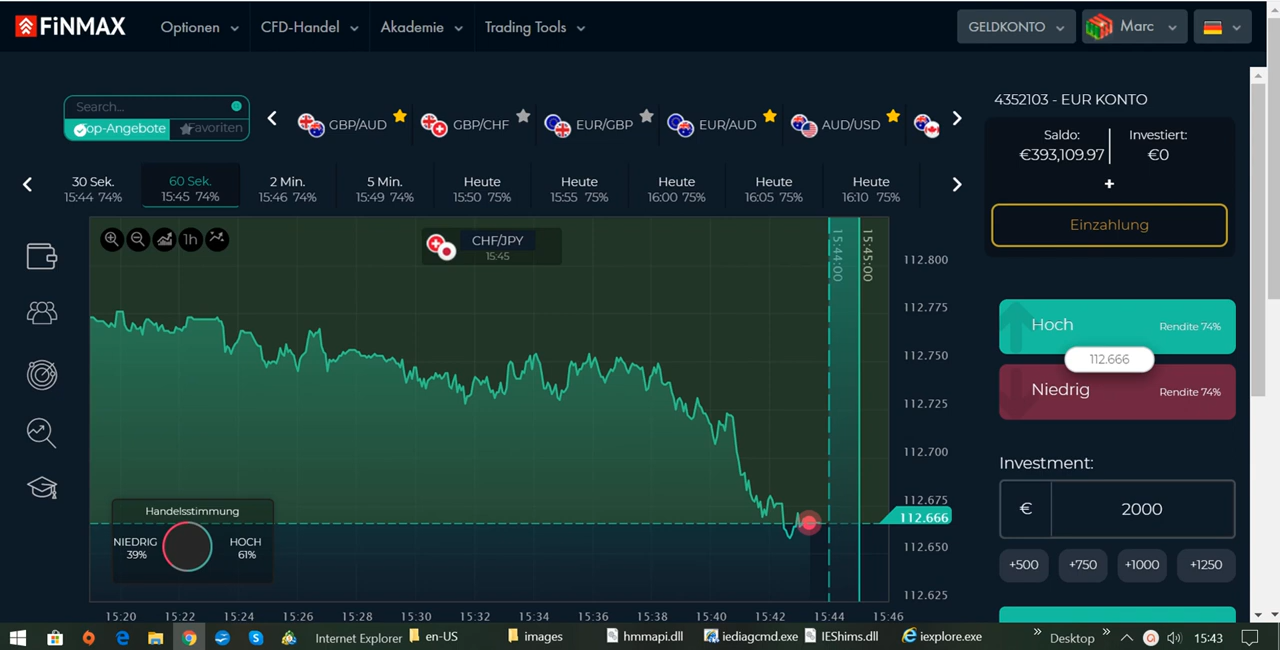 FiNMAX
Optionen
CFD-Handel
Akademie
Trading Tools
GELDKONTO
Marc
Search...
Top-Angebote
Favoriten
GBP/AUD
GBP/CHF
EUR/GBP
EUR/AUD
AUD/USD
30 Sek.
15:44 74%
60 Sek.
15:45 74%
2 Min.
15:46 74%
5 Min.
15:49 74%
Heute
15:50 75%
Heute
15:55 75%
Heute
16:00 75%
Heute
16:05 75%
Heute
16:10 75%
1h
CHF/JPY
15:45
15:44:00
15:45:00
112.800
112.775
112.750
112.725
112.700
112.675
112.666
112.650
112.625
Handelsstimmung
NIEDRIG
39%
HOCH
61%
15:20 15:22 15:24 15:26 15:28 15:30 15:32 15:34 15:36 15:38 15:40 15:42 15:44 15:46
4352103 - EUR KONTO
Saldo:
€393,109.97
Investiert:
€0
+
Einzahlung
Hoch
Rendite 74%
112.666
Niedrig
Rendite 74%
Investment:
€ 2000
+500 +750 +1000 +1250
Internet Explorer
en-US
images
hmmapi.dll
iediagcmd.exe
IEShims.dll
iexplore.exe
Desktop
15:43